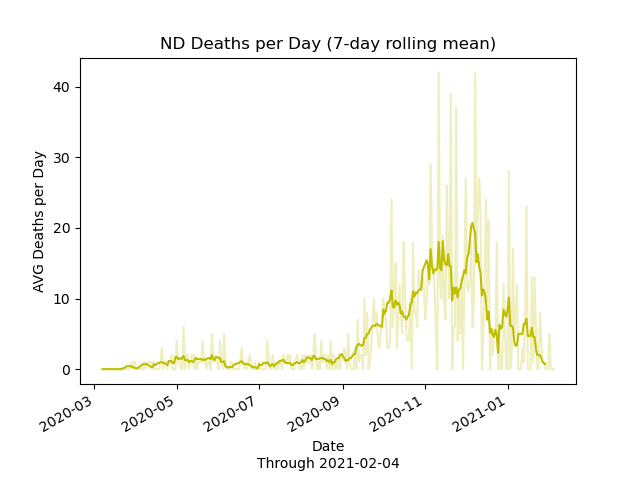 ND Deaths per Day (7-day rolling mean)
AVG Deaths per Day
40
30
20
10
0
2020-03
2020-05
2020-07
2020-09
2020-11
2021-01
Date
Through 2021-02-04